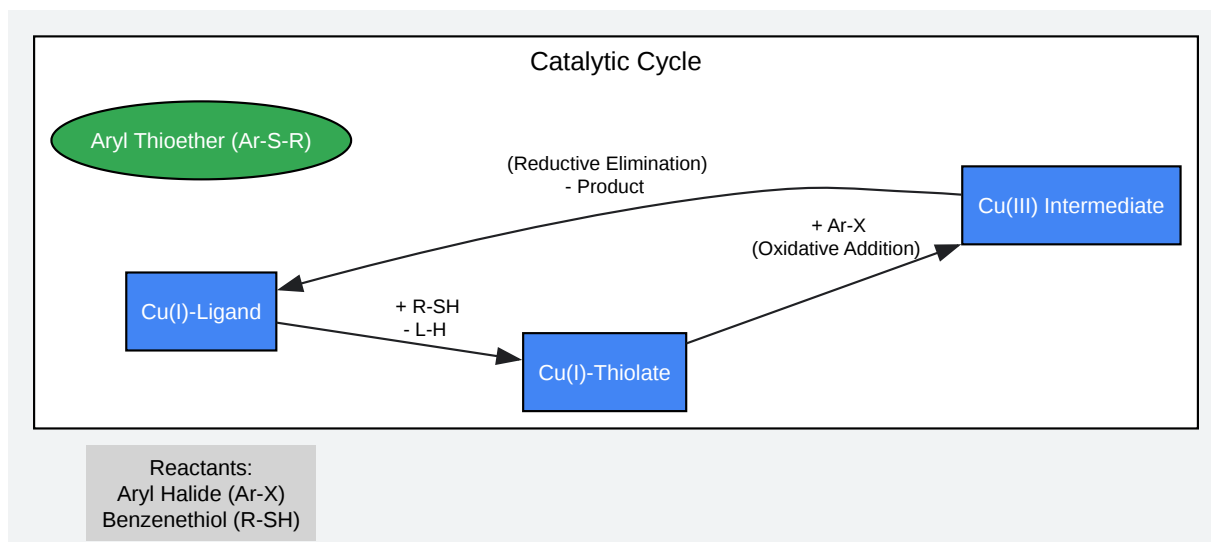 Catalytic Cycle
Aryl Thioether (Ar-S-R)
(Reductive Elimination)
- Product
Cu(III) Intermediate
+ Ar-X
(Oxidative Addition)
Cu(I)-Ligand
+ R-SH
- L-H
Cu(I)-Thiolate
Reactants:
Aryl Halide (Ar-X)
Benzenethiol (R-SH)